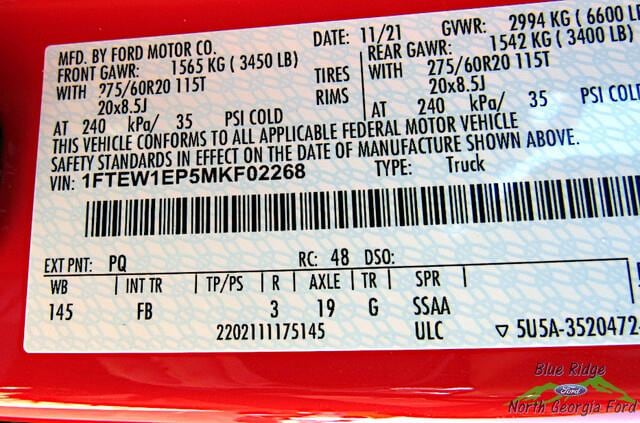 MFD. BY FORD MOTOR CO. DATE: 11/21 GVWR: 2994 KG ( 6600
FRONT GAWR: 1565 KG ( 3450 LB) REAR GAWR: 1542 KG ( 3400 LB)
WITH 275/60R20 115T TIRES WITH 275/60R20 115T
20x8.5J RIMS 20x8.5J
AT 240 kPa/ 35 PSI COLD AT 240 kPa/ 35 PSI COLD
THIS VEHICLE CONFORMS TO ALL APPLICABLE FEDERAL MOTOR VEHICLE
SAFETY STANDARDS IN EFFECT ON THE DATE OF MANUFACTURE SHOWN ABOVE.
VIN: 1FTEW1EP5MKF02268 TYPE: Truck
EXT PNT: PQ RC: 48 DSO:
WB INT TR TP/PS R AXLE TR SPR
145 FB 3 19 G SSAA
2202111175145 ULC ▽ 5U5A-3520472-
Blue Ridge
Ford
North Georgia Ford